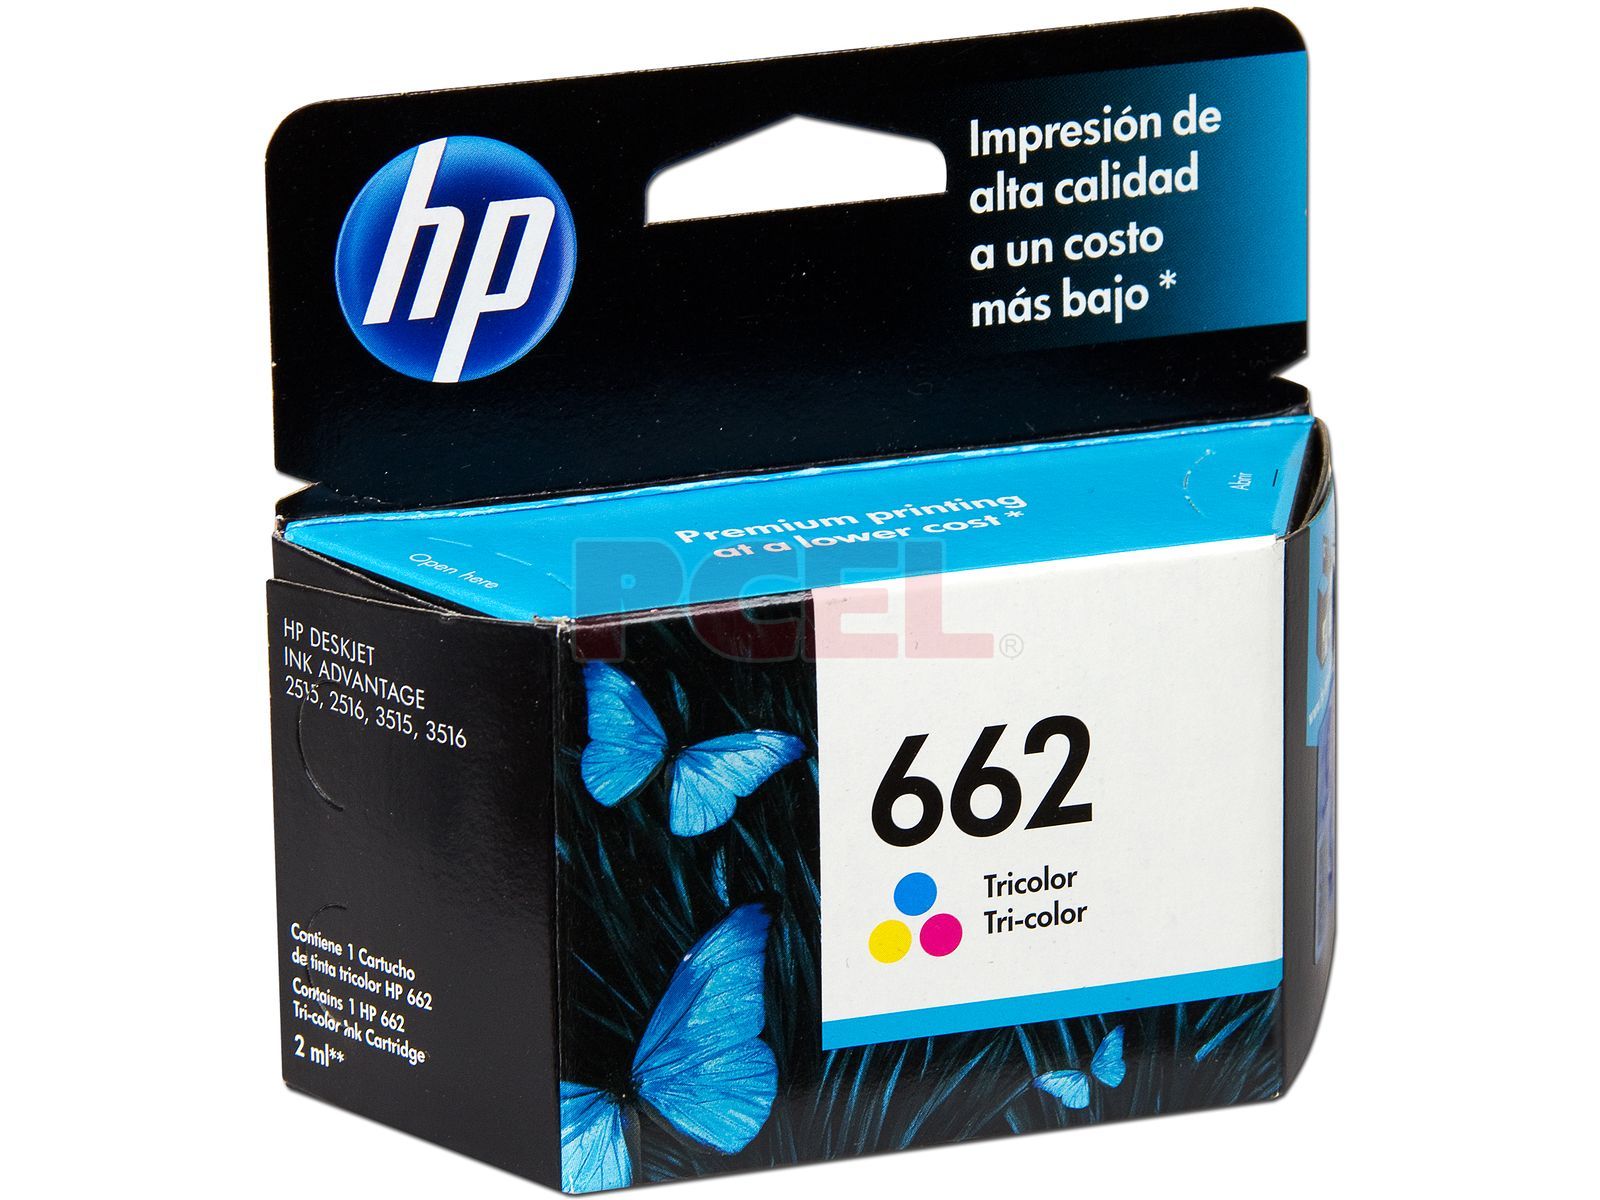 hp
Impresión de
alta calidad
a un costo
más bajo *
Premium printing
at a lower cost *
Open here
Abrir
PCEL®
HP DESKJET
INK ADVANTAGE
2515, 2516, 3515, 3516
662
Tricolor
Tri-color
Contiene 1 Cartucho
de tinta tricolor HP 662
Contains 1 HP 662
Tri-color Ink Cartridge
2 ml**